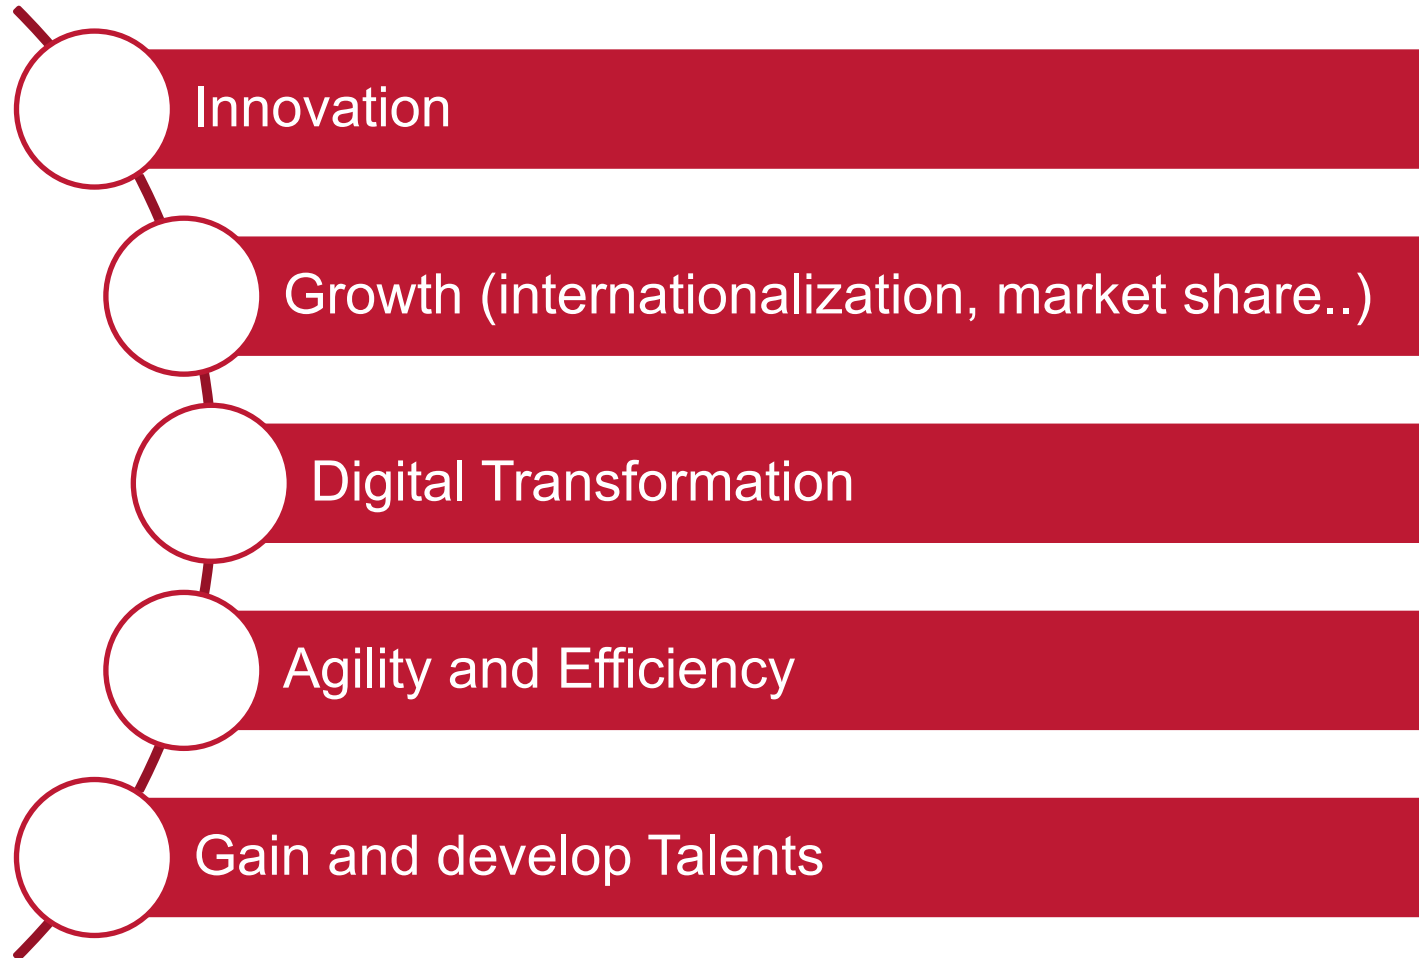 Innovation
Growth (internationalization, market share..)
Digital Transformation
Agility and Efficiency
Gain and develop Talents